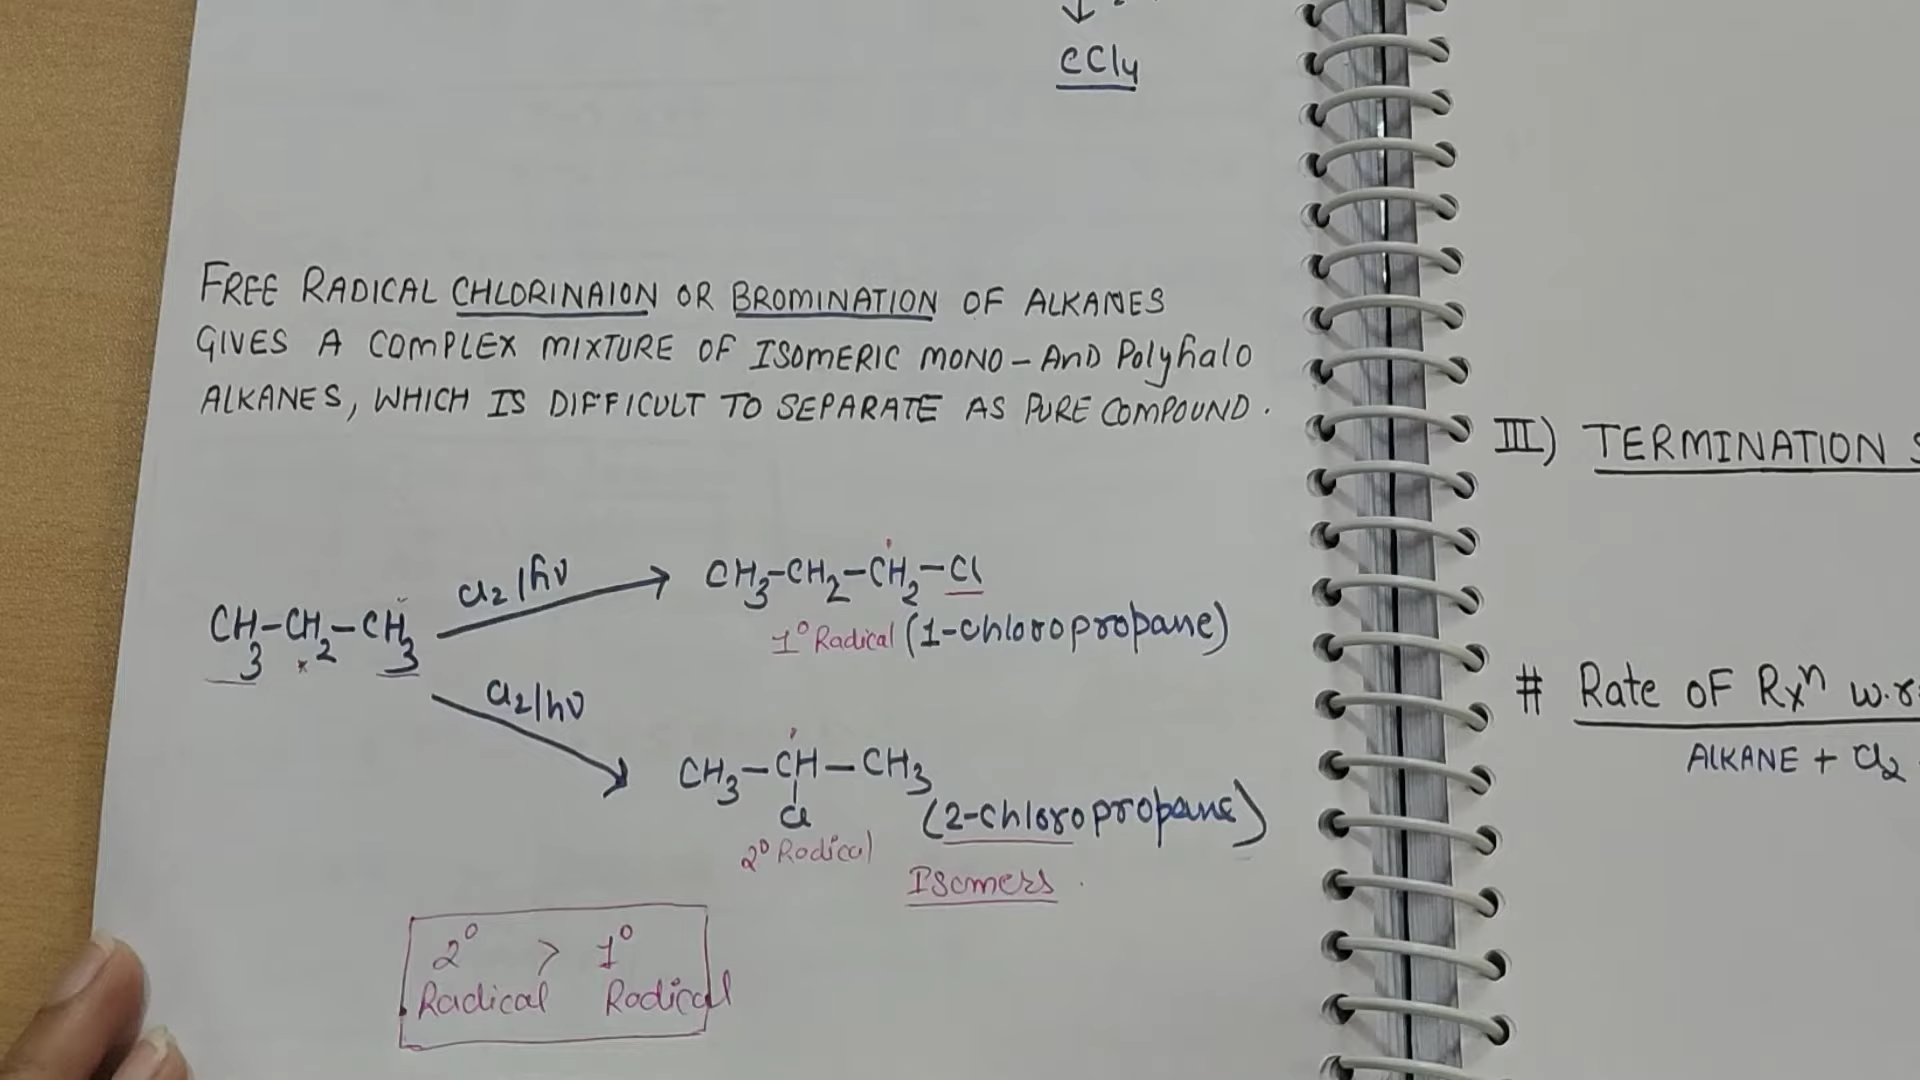 CCl4
FREE RADICAL CHLORINAION OR BROMINATION OF ALKANES
GIVES A COMPLEX MIXTURE OF ISOMERIC MONO-AND Polyhalo
ALKANES, WHICH IS DIFFICULT TO SEPARATE AS PURE COMPOUND.
CH3-CH2-CH3
Cl2/hν
CH3-CH2-CH2-Cl
1° Radical (1-chloropropane)
Cl2/hν
CH3-CH-CH3
Cl
(2-chloropropane)
2° Radical
Isomers.
2° > 1°
Radical Radical
III) TERMINATION S
# Rate OF Rxn w.r
ALKANE + Cl2